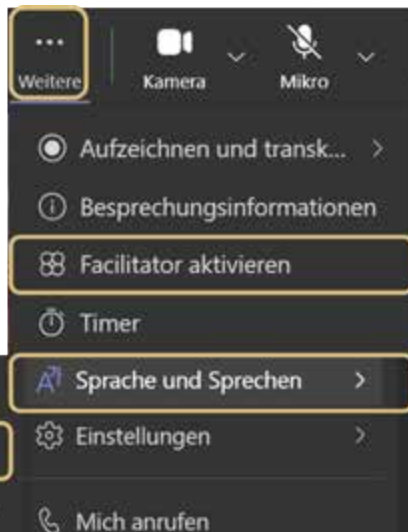 Weitere
Kamera
Mikro
Aufzeichnen und transk...
Besprechungsinformationen
Facilitator aktivieren
Timer
Sprache und Sprechen
Einstellungen
Mich anrufen